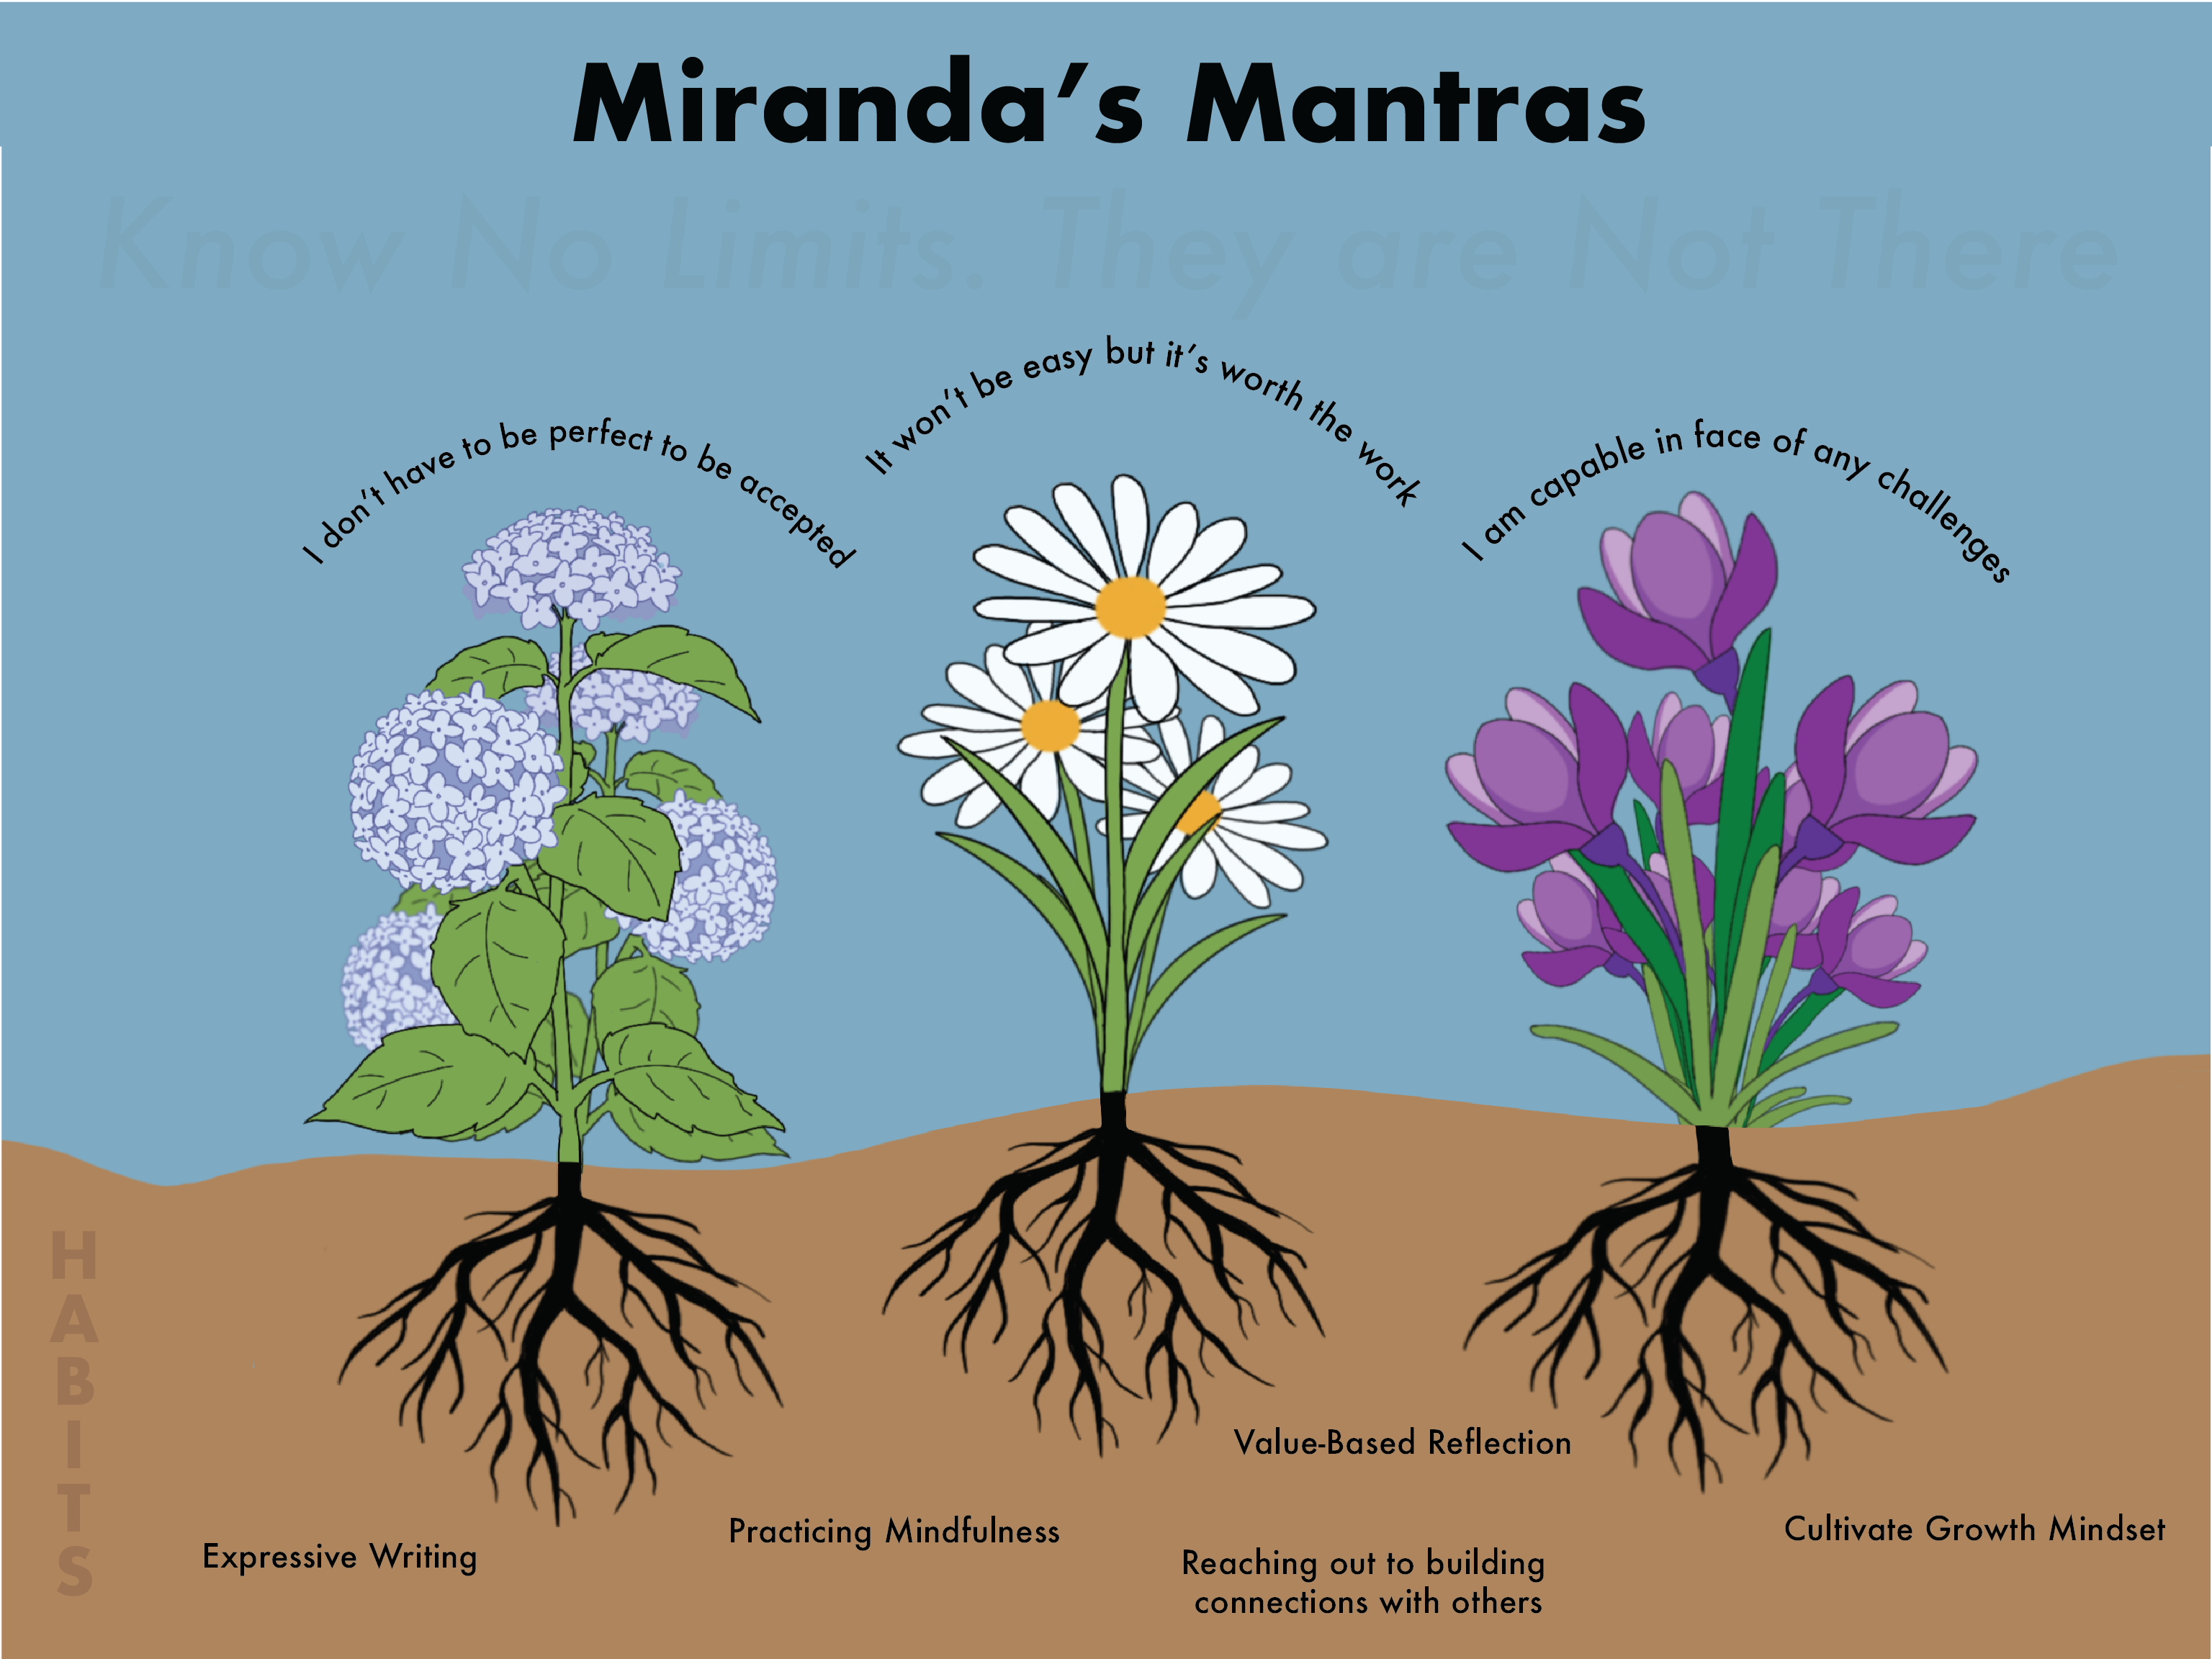 Miranda's Mantras
Know No Limits. They are Not There
I don't have to be perfect to be accepted
It won't be easy but it's worth the work
I am capable in face of any challenges
HABITS
Value-Based Reflection
Practicing Mindfulness
Cultivate Growth Mindset
Expressive Writing
Reaching out to building
connections with others